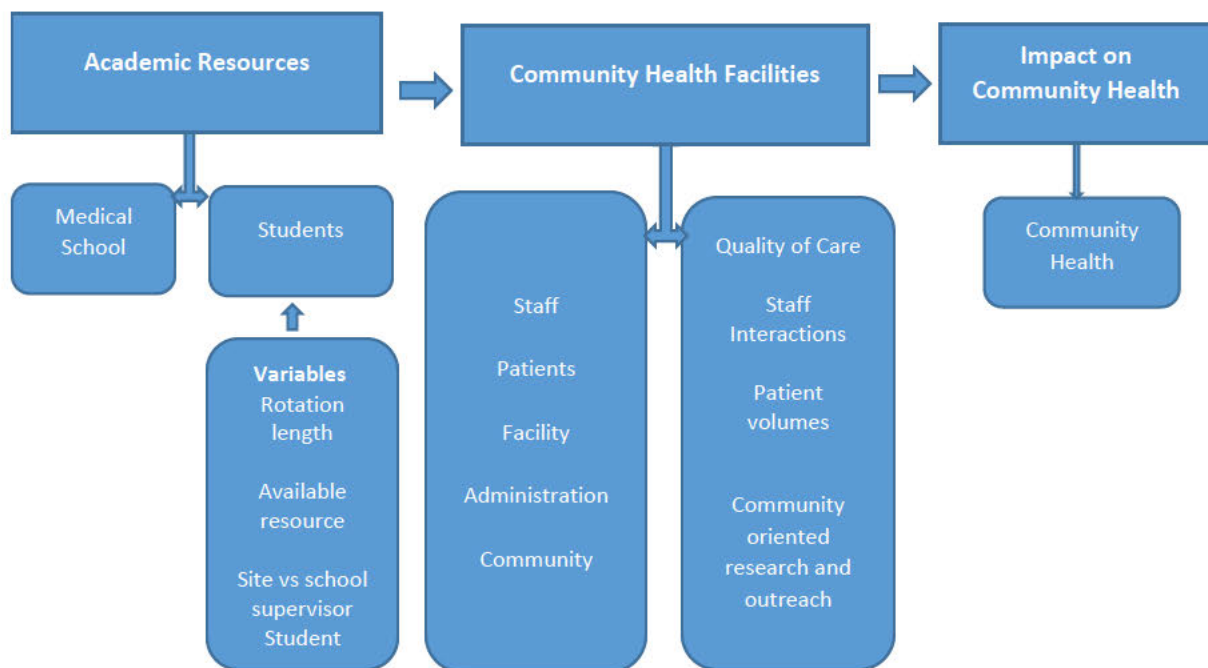 Academic Resources
Community Health Facilities
Impact on
Community Health
Medical
School
Students
Variables
Rotation
length
Available
resource
Site vs school
supervisor
Student
Staff
Patients
Facility
Administration
Community
Quality of Care
Staff
Interactions
Patient
volumes
Community
oriented
research and
outreach
Community
Health